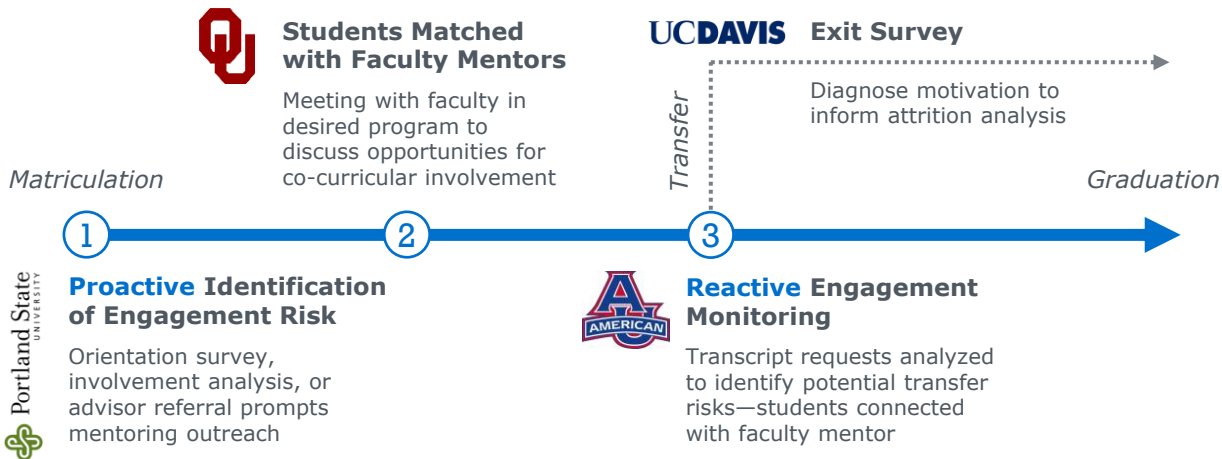 OU
Students Matched
with Faculty Mentors
Meeting with faculty in
desired program to
discuss opportunities for
co-curricular involvement
UCDAVIS
Exit Survey
Diagnose motivation to
inform attrition analysis
Transfer
Matriculation
Graduation
1
2
3
Portland State
UNIVERSITY
Proactive Identification
of Engagement Risk
Orientation survey,
involvement analysis, or
advisor referral prompts
mentoring outreach
AU
AMERICAN
Reactive Engagement
Monitoring
Transcript requests analyzed
to identify potential transfer
risks—students connected
with faculty mentor